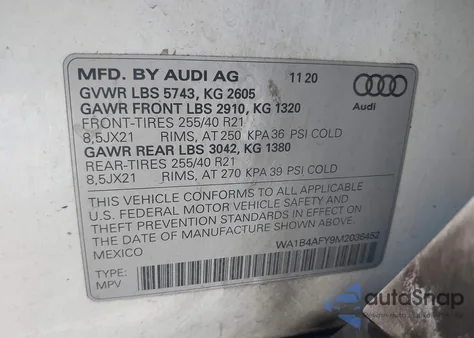 MFD. BY AUDI AG 11 20
GVWR LBS 5743, KG 2605
GAWR FRONT LBS 2910, KG 1320
FRONT-TIRES 255/40 R21
8,5JX21 RIMS, AT 250 KPA 36 PSI COLD
GAWR REAR LBS 3042, KG 1380
REAR-TIRES 255/40 R21
8,5JX21 RIMS, AT 270 KPA 39 PSI COLD
THIS VEHICLE CONFORMS TO ALL APPLICABLE
U.S. FEDERAL MOTOR VEHICLE SAFETY AND
THEFT PREVENTION STANDARDS IN EFFECT ON
THE DATE OF MANUFACTURE SHOWN ABOVE.
MEXICO
WA1B4AFY9M2036452
TYPE:
MPV
Audi
autoSnap